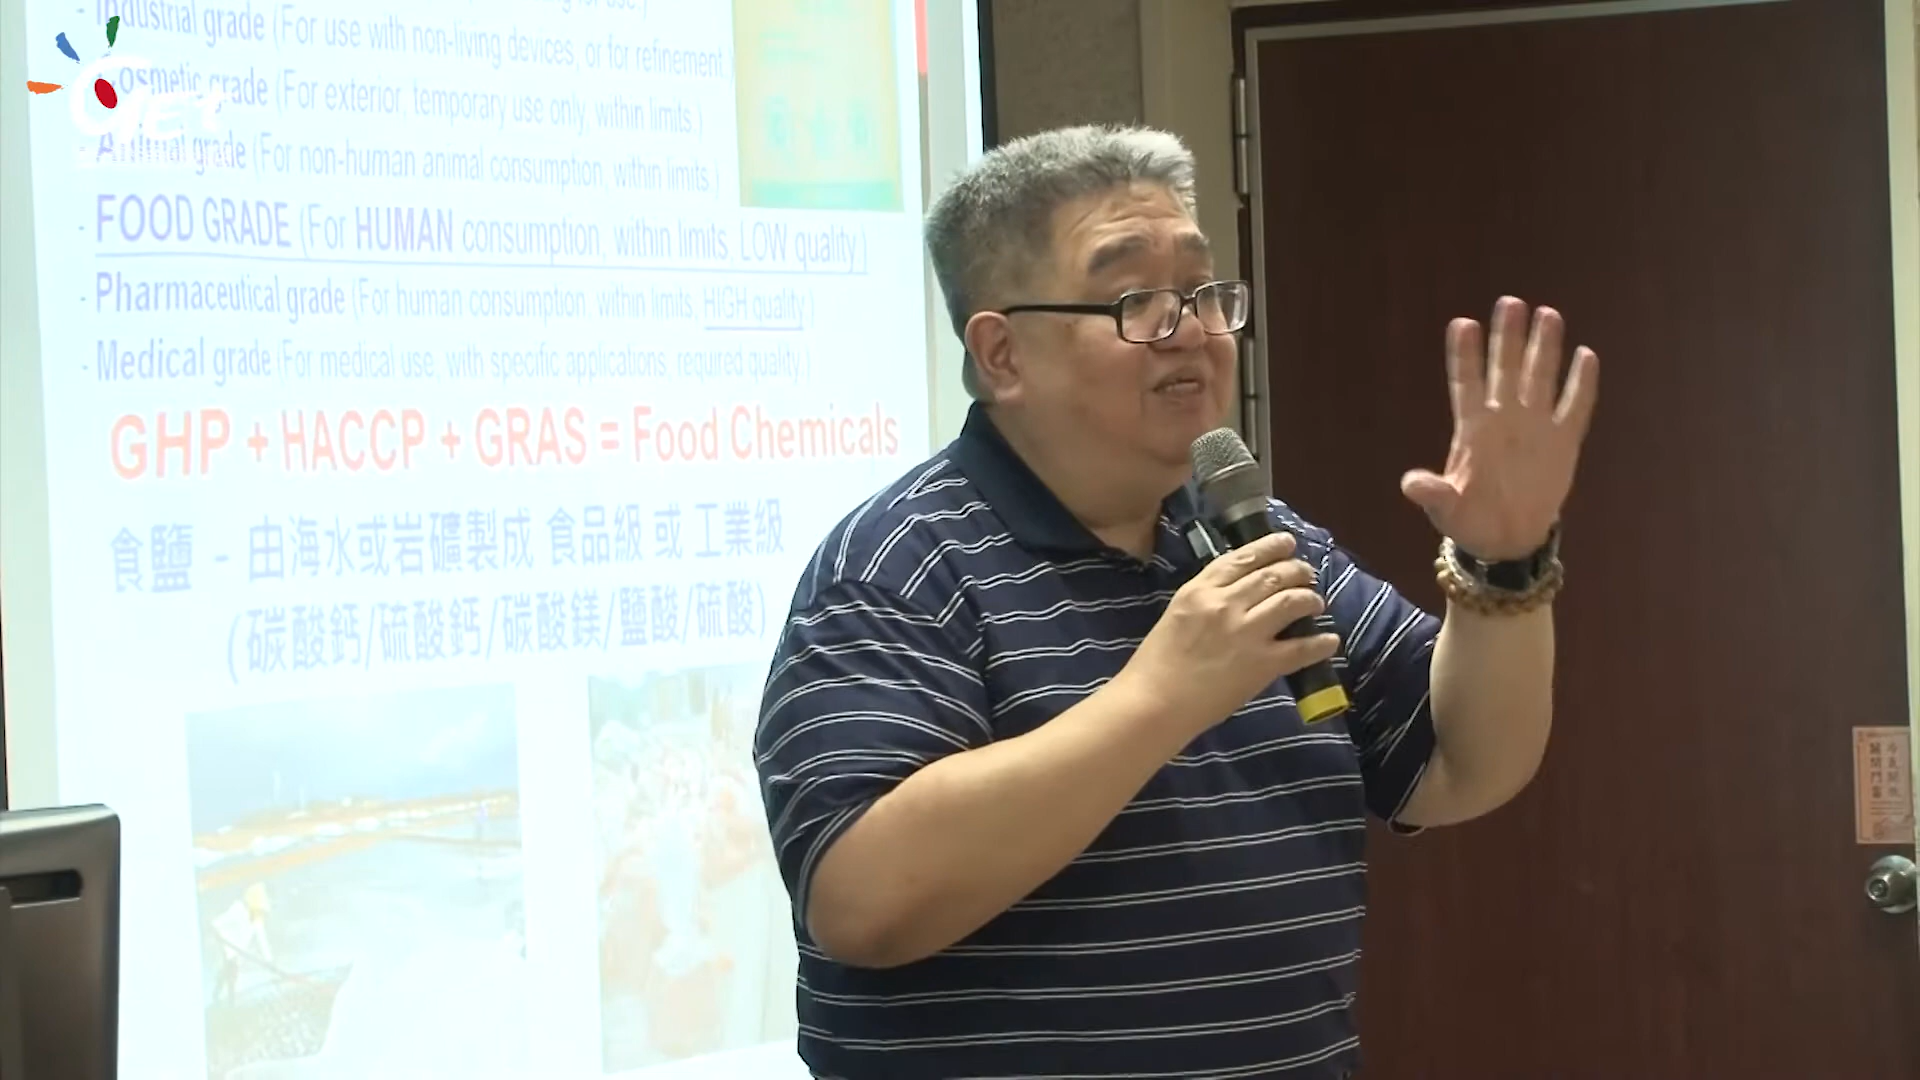 - Industrial grade (For use with non-living devices, or for refinement.)
Cosmetic grade (For exterior, temporary use only, within limits.)
- Animal grade (For non-human animal consumption, within limits.)
- FOOD GRADE (For HUMAN consumption, within limits, LOW quality.)
- Pharmaceutical grade (For human consumption, within limits, HIGH quality.)
- Medical grade (For medical use, with specific applications, required quality.)
GHP + HACCP + GRAS = Food Chemicals
食鹽 - 由海水或岩礦製成 食品級 或 工業級
(碳酸鈣/硫酸鈣/碳酸鎂/鹽酸/硫酸)